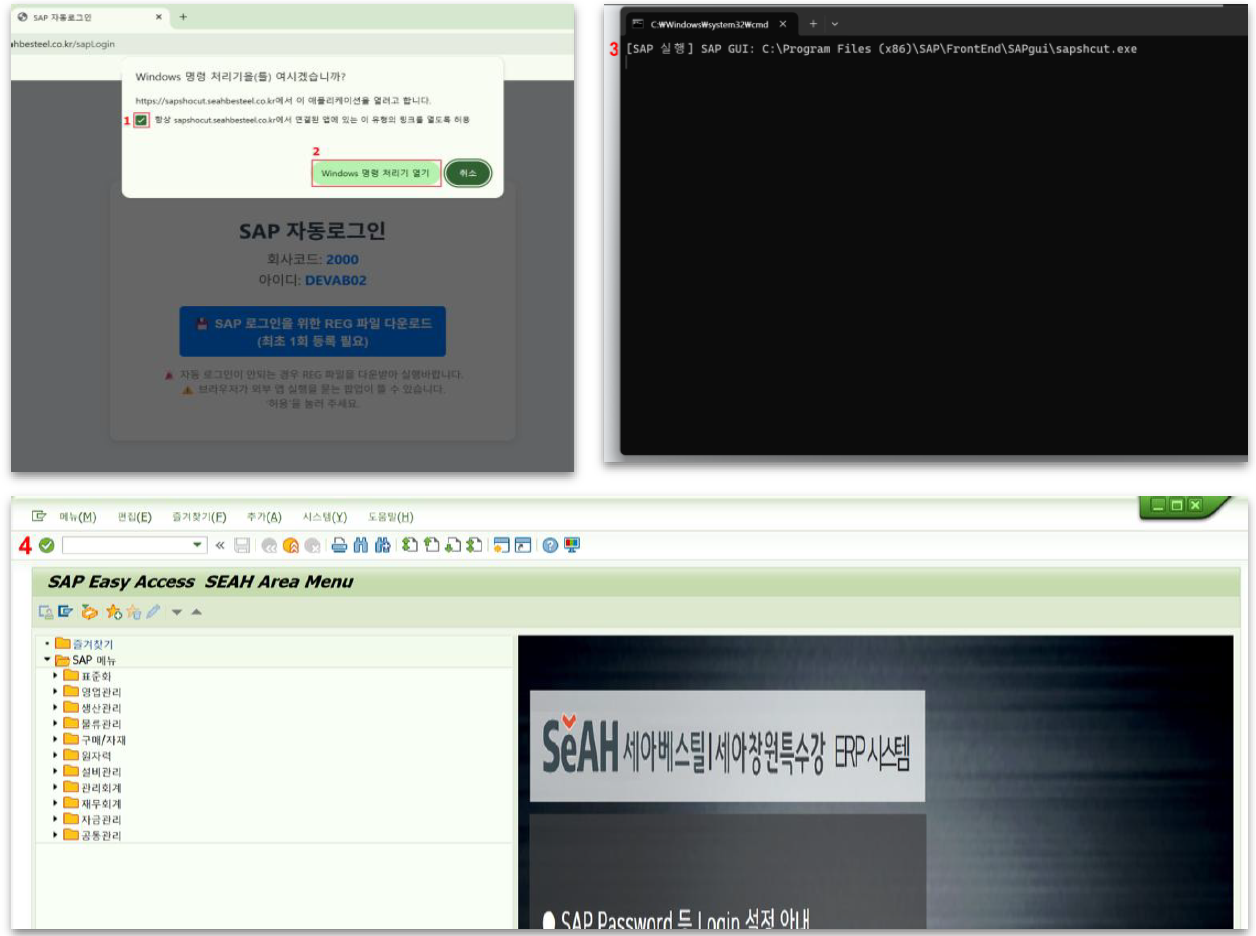 SAP 자동로그인
hbesteel.co.kr/sapLogin
Windows 명령 처리기을(를) 여시겠습니까?
https://sapshocut.seahbesteel.co.kr에서 이 애플리케이션을 열려고 합니다.
1 항상 sapshocut.seahbesteel.co.kr에서 연결된 앱에 있는 이 유형의 링크를 열도록 허용
2
Windows 명령 처리기 열기 취소
SAP 자동로그인
회사코드: 2000
아이디: DEVAB02
SAP 로그인을 위한 REG 파일 다운로드
(최초 1회 등록 필요)
자동 로그인이 안되는 경우 REG 파일을 다운받아 실행바랍니다.
브라우저가 외부 앱 실행을 묻는 팝업이 뜰 수 있습니다.
'허용'을 눌러 주세요.
C:₩Windows₩system32₩cmd
3 [SAP 실행] SAP GUI: C:\Program Files (x86)\SAP\FrontEnd\SAPgui\sapshcut.exe
메뉴(M) 편집(E) 즐겨찾기(F) 추가(A) 시스템(Y) 도움말(H)
4
SAP Easy Access SEAH Area Menu
즐겨찾기
SAP 메뉴
표준화
영업관리
생산관리
물류관리
구매/자재
원자력
설비관리
관리회계
재무회계
자금관리
공통관리
SeAH 세아베스틸|세아창원특수강 ERP시스템
● SAP Password 등 Login 설정 안내